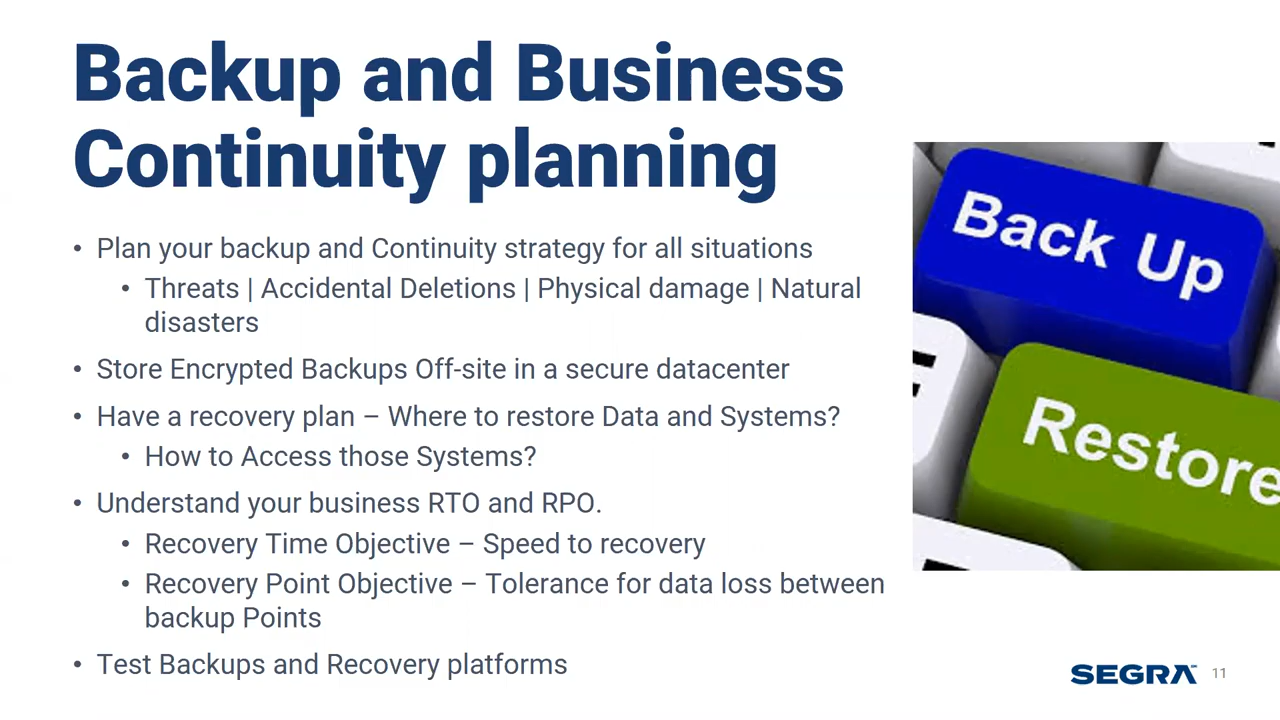 Backup and Business
Continuity planning
• Plan your backup and Continuity strategy for all situations
• Threats | Accidental Deletions | Physical damage | Natural
disasters
• Store Encrypted Backups Off-site in a secure datacenter
• Have a recovery plan – Where to restore Data and Systems?
• How to Access those Systems?
• Understand your business RTO and RPO.
• Recovery Time Objective – Speed to recovery
• Recovery Point Objective – Tolerance for data loss between
backup Points
• Test Backups and Recovery platforms
Back Up
Restore
SEGRA
11